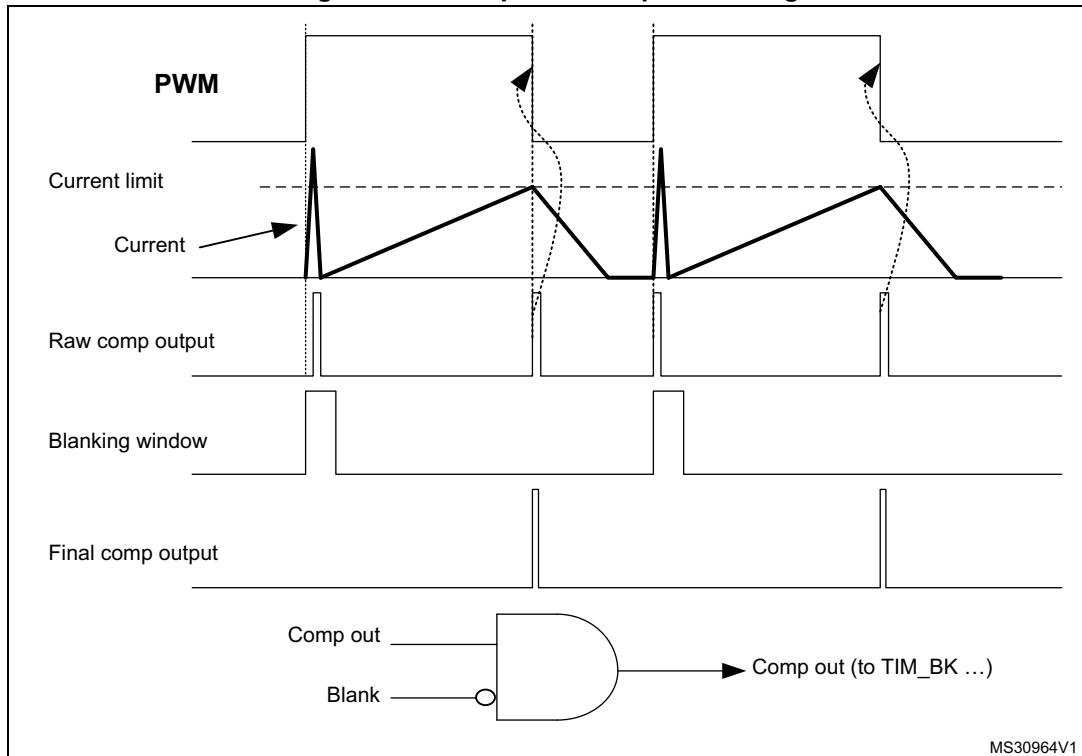 PWM
Current limit
Current
Raw comp output
Blanking window
Final comp output
Comp out
Comp out (to TIM_BK …)
Blank
MS30964V1